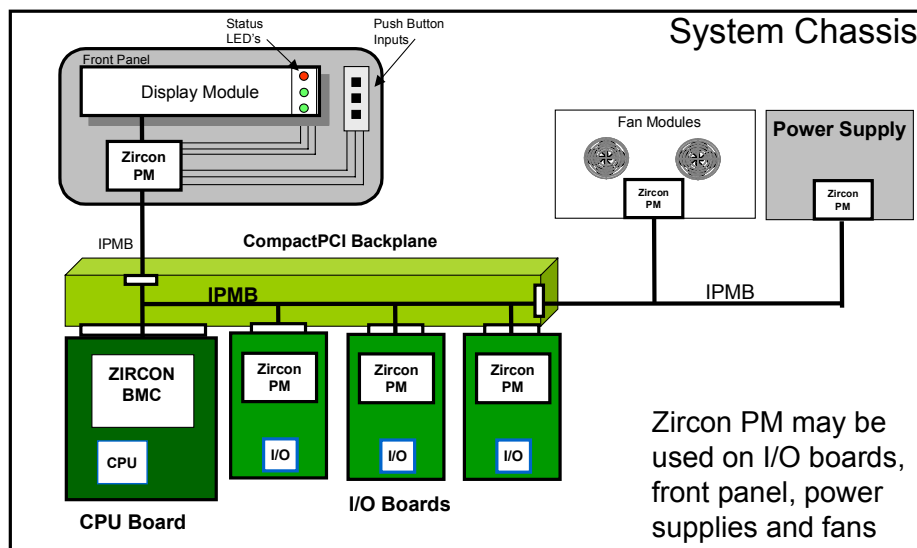 System Chassis
Status
LED's
Push Button
Inputs
Front Panel
Display Module
Zircon
PM
Fan Modules
Zircon
PM
Power Supply
Zircon
PM
IPMB
CompactPCI Backplane
IPMB
IPMB
ZIRCON
BMC
CPU
CPU Board
Zircon
PM
I/O
Zircon
PM
I/O
Zircon
PM
I/O
I/O Boards
Zircon PM may be
used on I/O boards,
front panel, power
supplies and fans